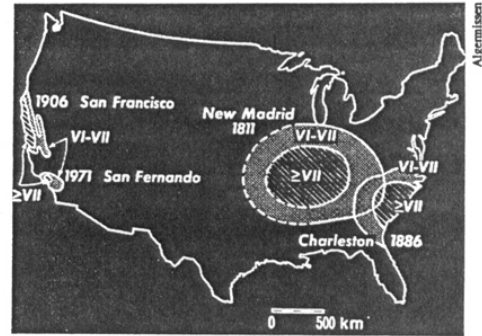 Algermissen
1906 San Francisco
New Madrid
1811
VI-VII
VI-VII
VI-VII
≥VII
1971 San Fernando
≥VII
≥VII
Charleston 1886
0 500 km